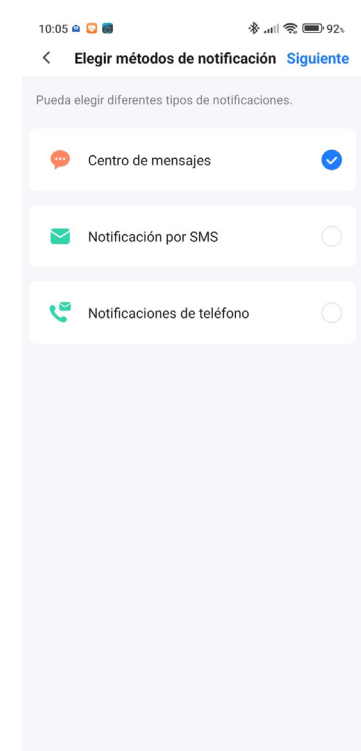 10:05 92%
Elegir métodos de notificación Siguiente
Pueda elegir diferentes tipos de notificaciones.
Centro de mensajes
Notificación por SMS
Notificaciones de teléfono